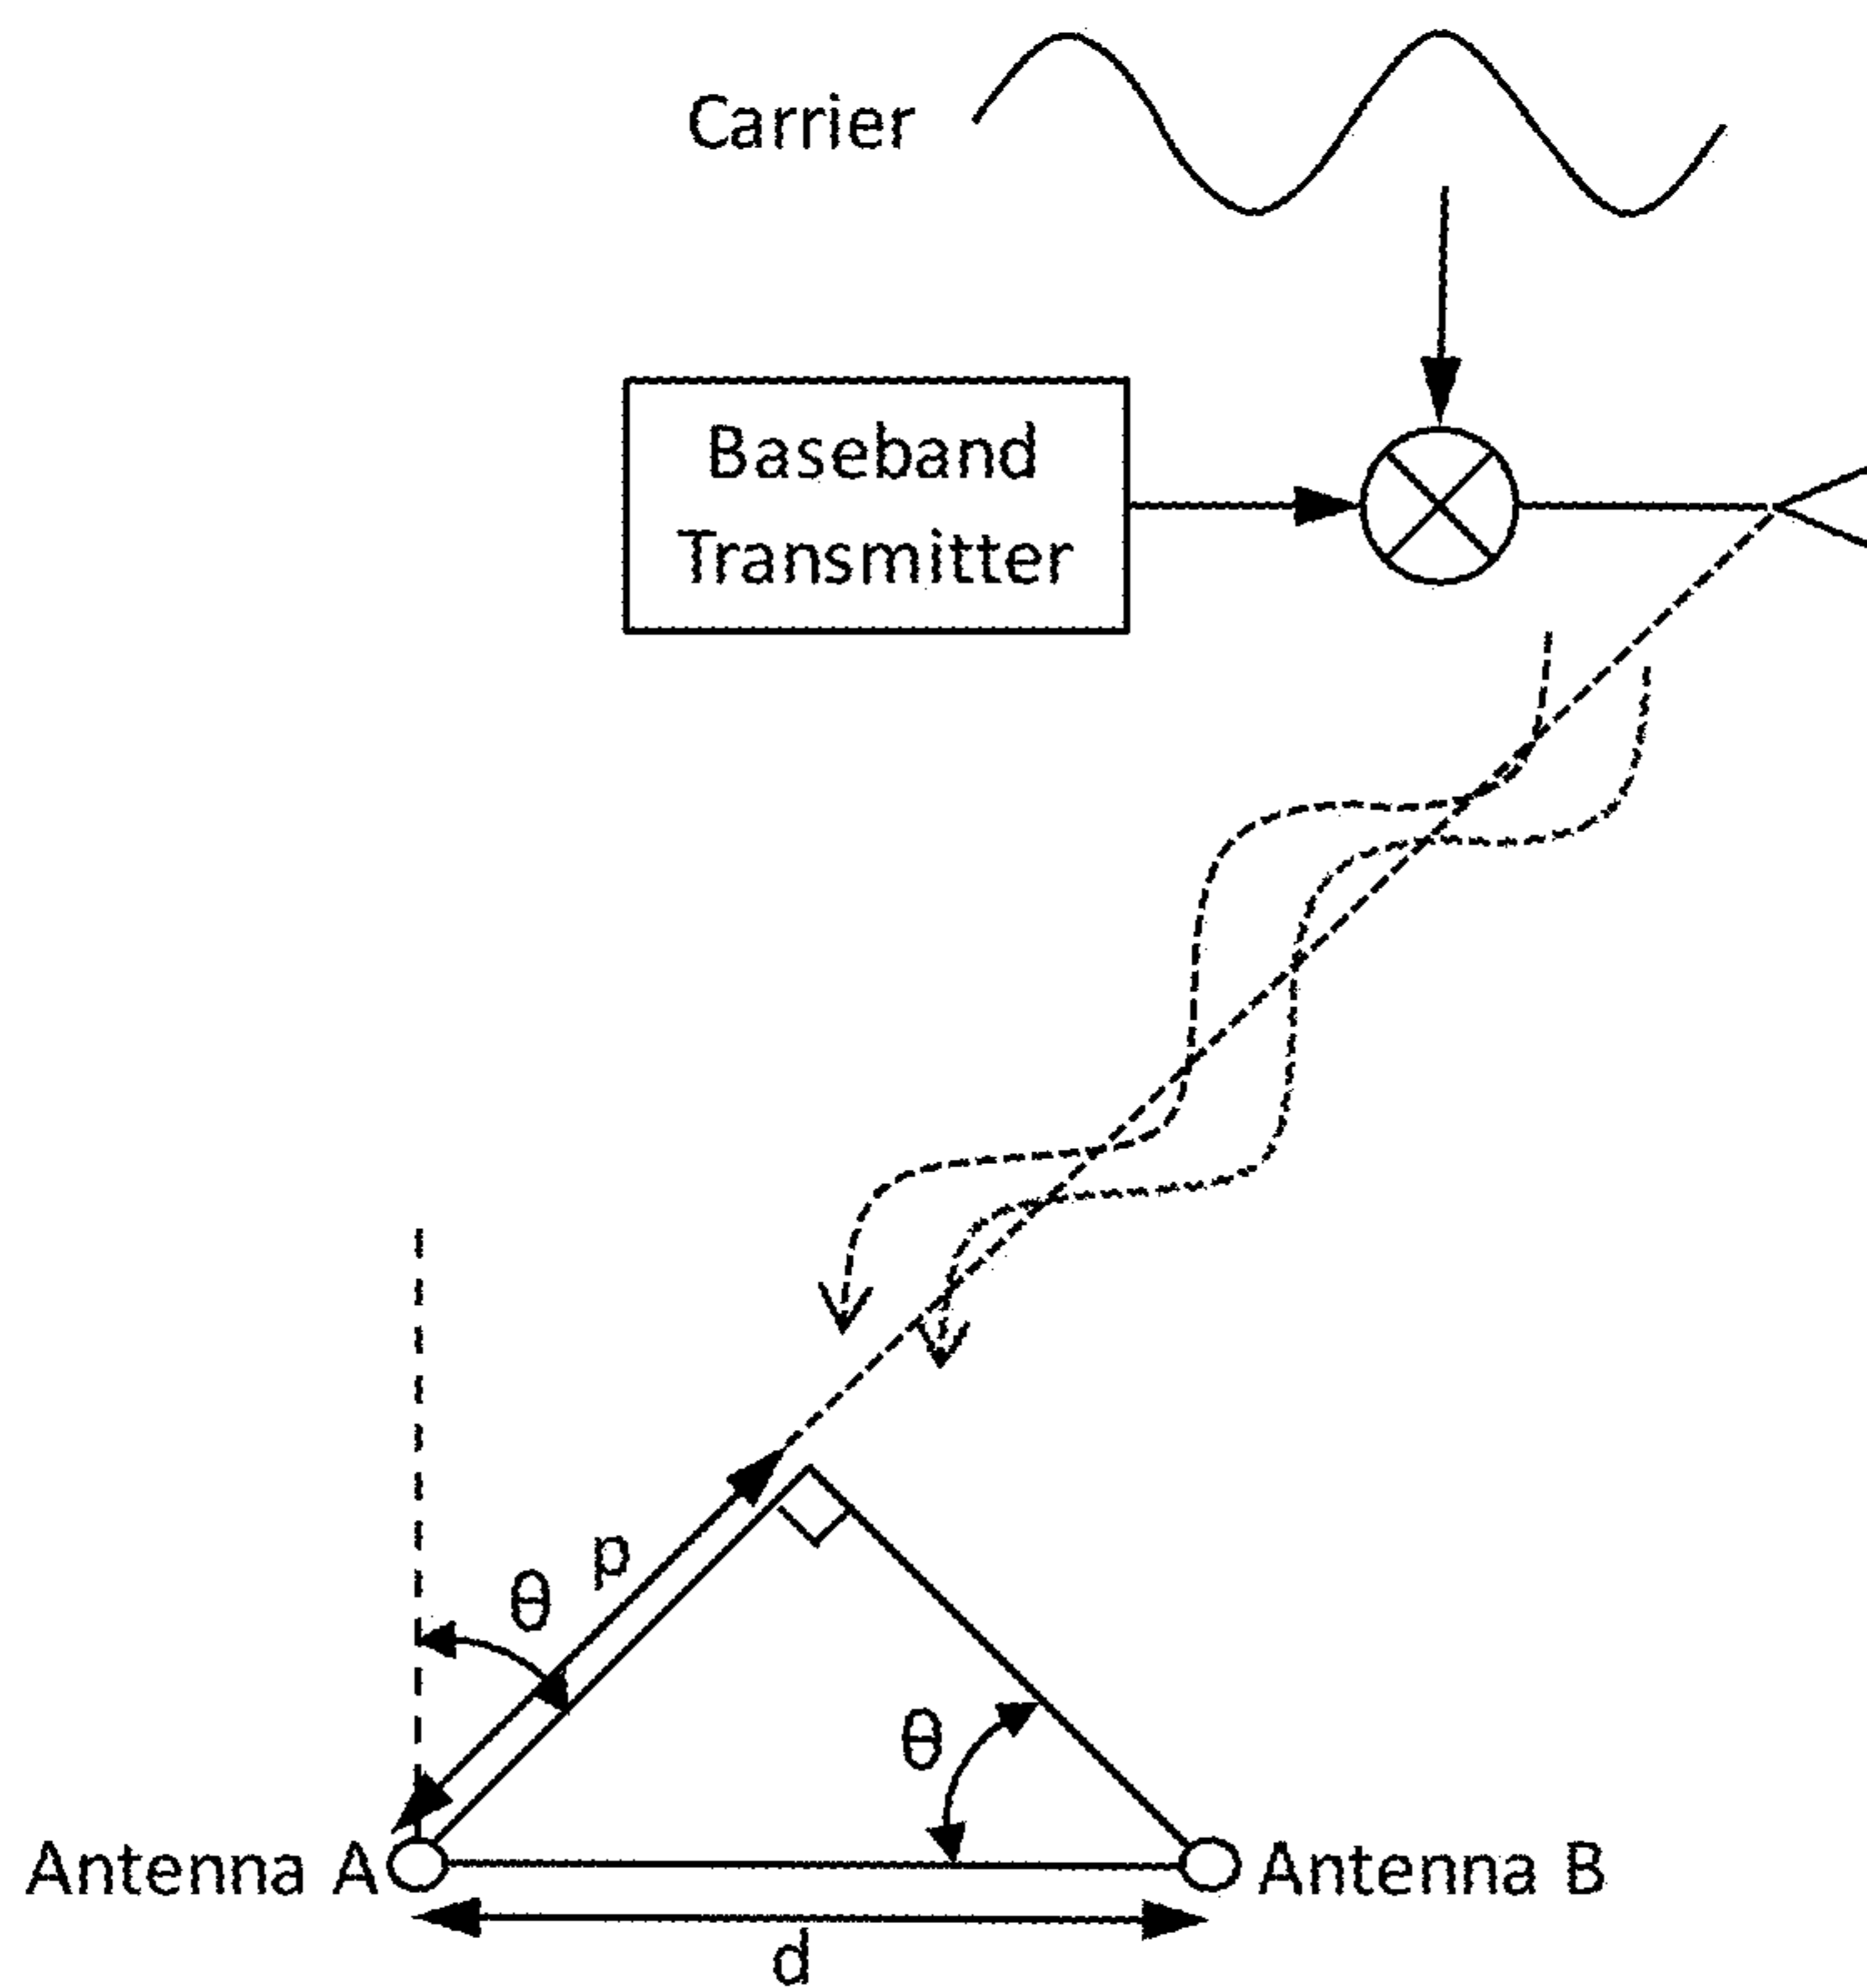 Carrier
Baseband
Transmitter
p
θ
θ
Antenna A
Antenna B
d